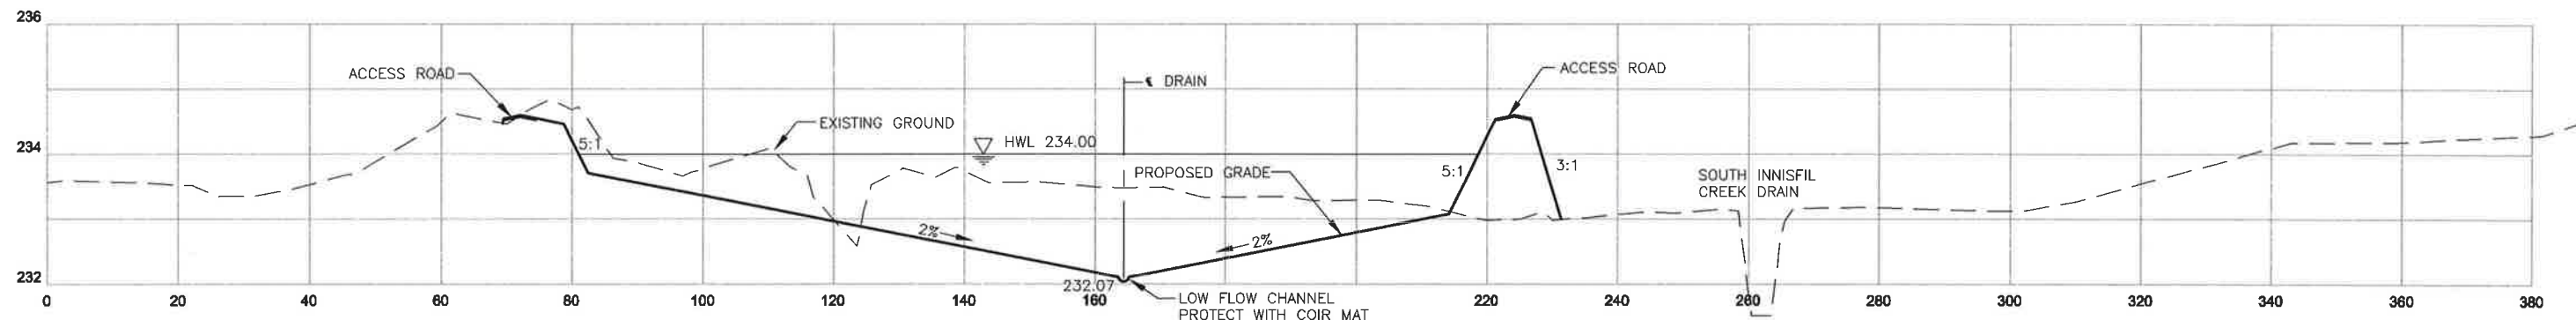 236
ACCESS ROAD
DRAIN
ACCESS ROAD
EXISTING GROUND
5:1
HWL 234.00
234
PROPOSED GRADE
5:1
3:1
SOUTH INNISFIL
CREEK DRAIN
2%
2%
232
232.07
LOW FLOW CHANNEL
PROTECT WITH COIR MAT
0 20 40 60 80 100 120 140 160 220 240 260 280 300 320 340 360 380